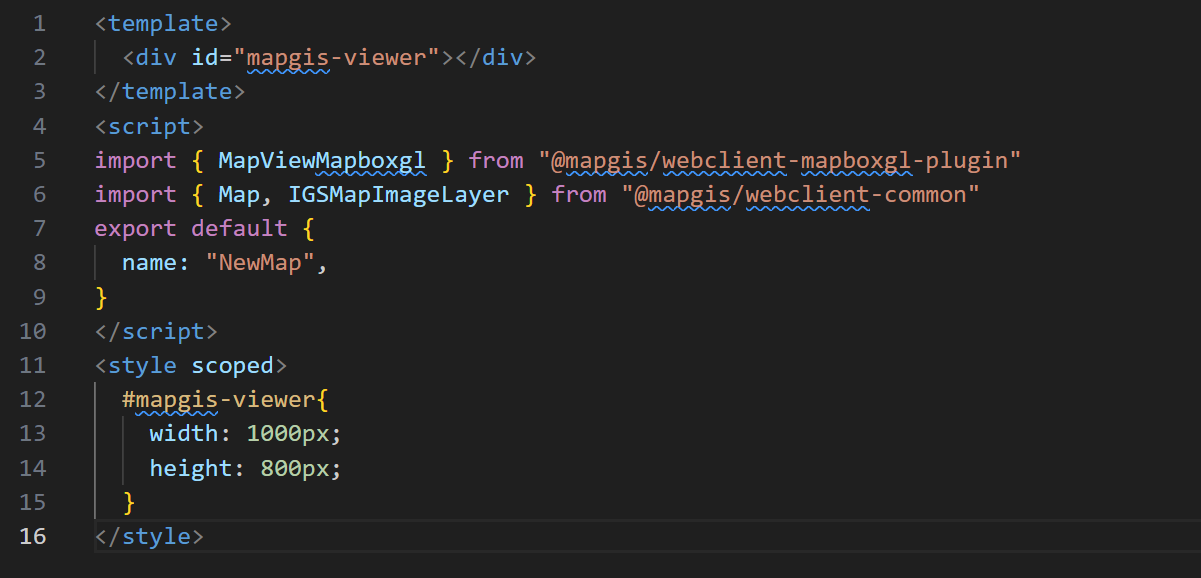 1 <template>
2   <div id="mapgis-viewer"></div>
3 </template>
4 <script>
5 import { MapViewMapboxgl } from "@mapgis/webclient-mapboxgl-plugin"
6 import { Map, IGSMapImageLayer } from "@mapgis/webclient-common"
7 export default {
8   name: "NewMap",
9 }
10 </script>
11 <style scoped>
12   #mapgis-viewer{
13     width: 1000px;
14     height: 800px;
15   }
16 </style>